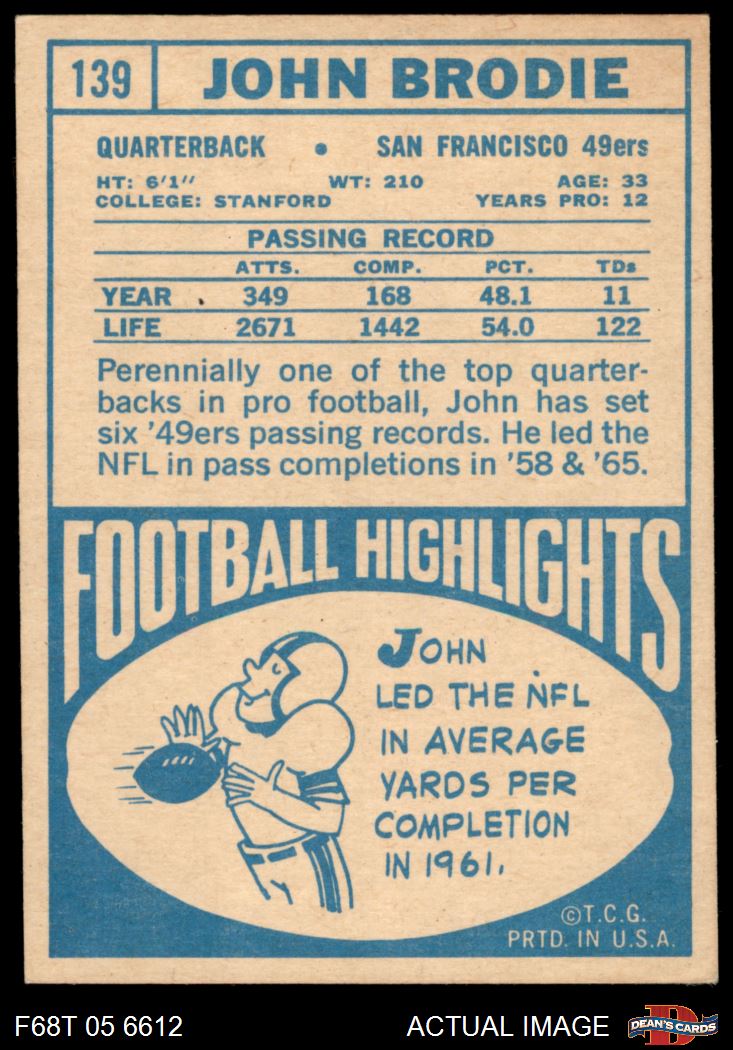 139 JOHN BRODIE
QUARTERBACK • SAN FRANCISCO 49ers
HT: 6'1" WT: 210 AGE: 33
COLLEGE: STANFORD YEARS PRO: 12
PASSING RECORD
ATTS. COMP. PCT. TDs
YEAR 349 168 48.1 11
LIFE 2671 1442 54.0 122
Perennially one of the top quarter-
backs in pro football, John has set
six '49ers passing records. He led the
NFL in pass completions in '58 & '65.
FOOTBALL HIGHLIGHTS
JOHN
LED THE NFL
IN AVERAGE
YARDS PER
COMPLETION
IN 1961.
©T.C.G.
PRTD. IN U.S.A.
F68T 05 6612 ACTUAL IMAGE D DEAN'S CARDS